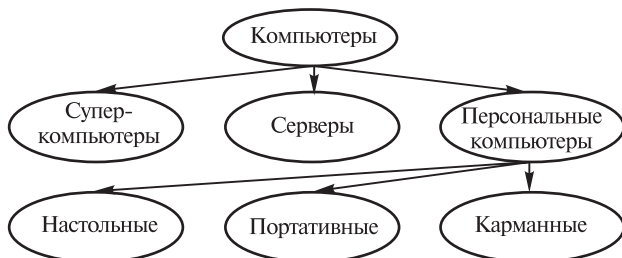 Компьютеры
Супер-
компьютеры
Серверы
Персональные
компьютеры
Настольные
Портативные
Карманные